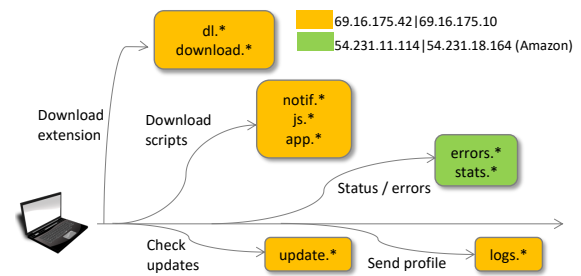 dl.*
download.*
69.16.175.42|69.16.175.10
54.231.11.114|54.231.18.164 (Amazon)
Download
extension
Download
scripts
notif.*
js.*
app.*
Status / errors
errors.*
stats.*
Check
updates
update.*
Send profile
logs.*